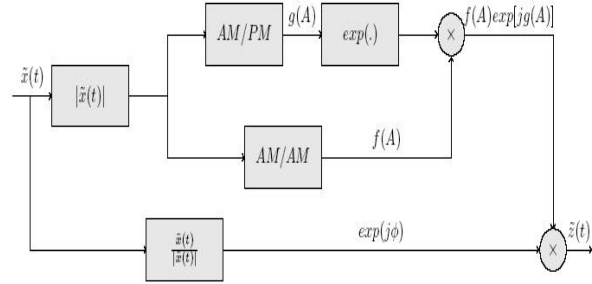 AM/PM
g(A)
exp(.)
×
f(A)exp[jg(A)]
x̃(t)
|x̃(t)|
AM/AM
f(A)
x̃(t)
|x̃(t)|
exp(jϕ)
×
z̃(t)